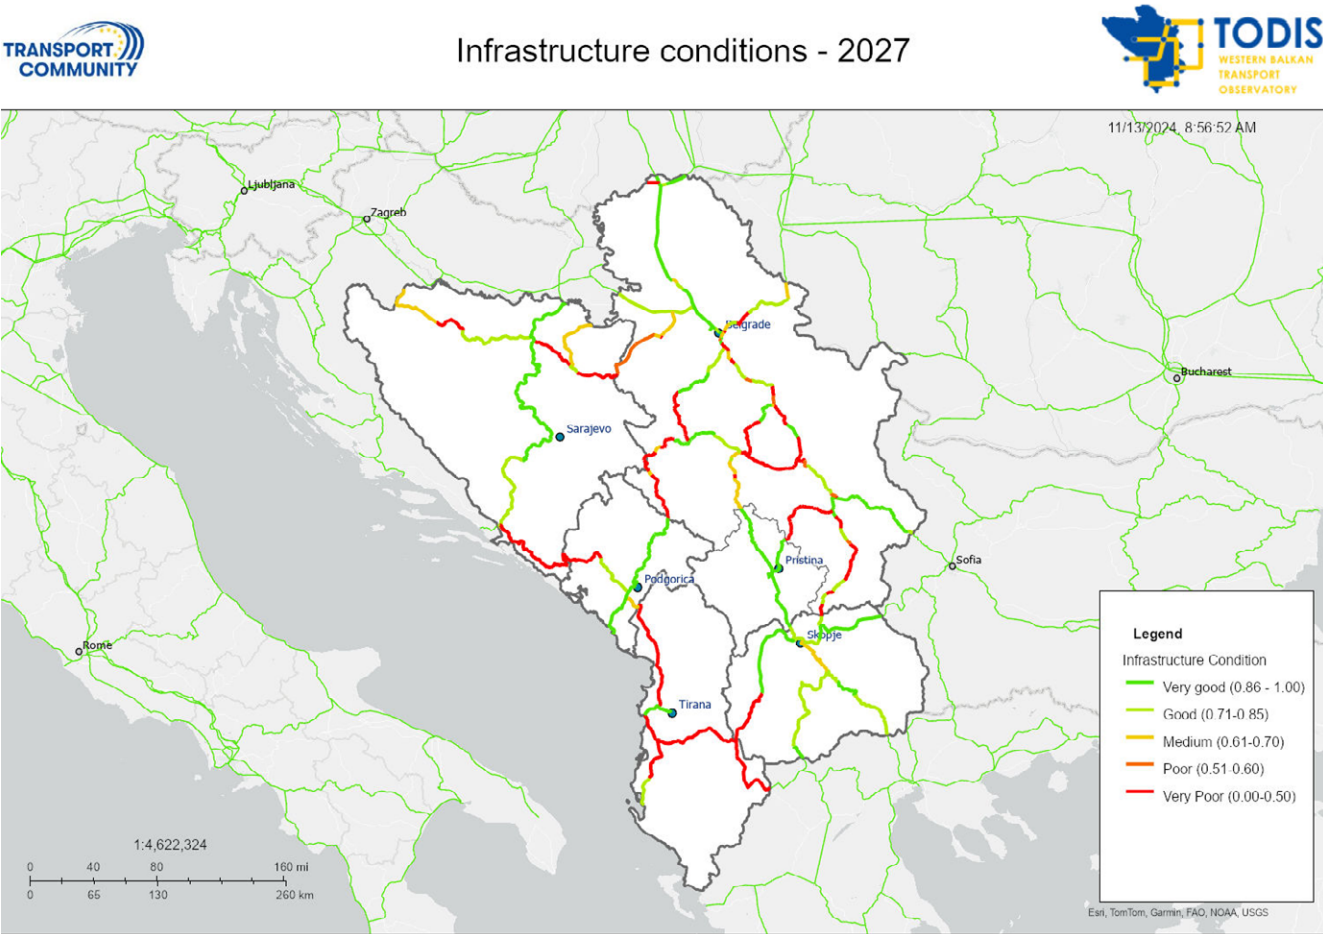 TRANSPORT
COMMUNITY
Infrastructure conditions - 2027
TODIS
WESTERN BALKAN
TRANSPORT
OBSERVATORY
11/13/2024, 8:56:52 AM
Ljubljana
Zagreb
Belgrade
Bucharest
Sarajevo
Sofia
Pristina
Podgorica
Skopje
Rome
Tirana
Legend
Infrastructure Condition
Very good (0.86 - 1.00)
Good (0.71-0.85)
Medium (0.61-0.70)
Poor (0.51-0.60)
Very Poor (0.00-0.50)
1:4,622,324
0 40 80 160 mi
0 65 130 260 km
Esri, TomTom, Garmin, FAO, NOAA, USGS